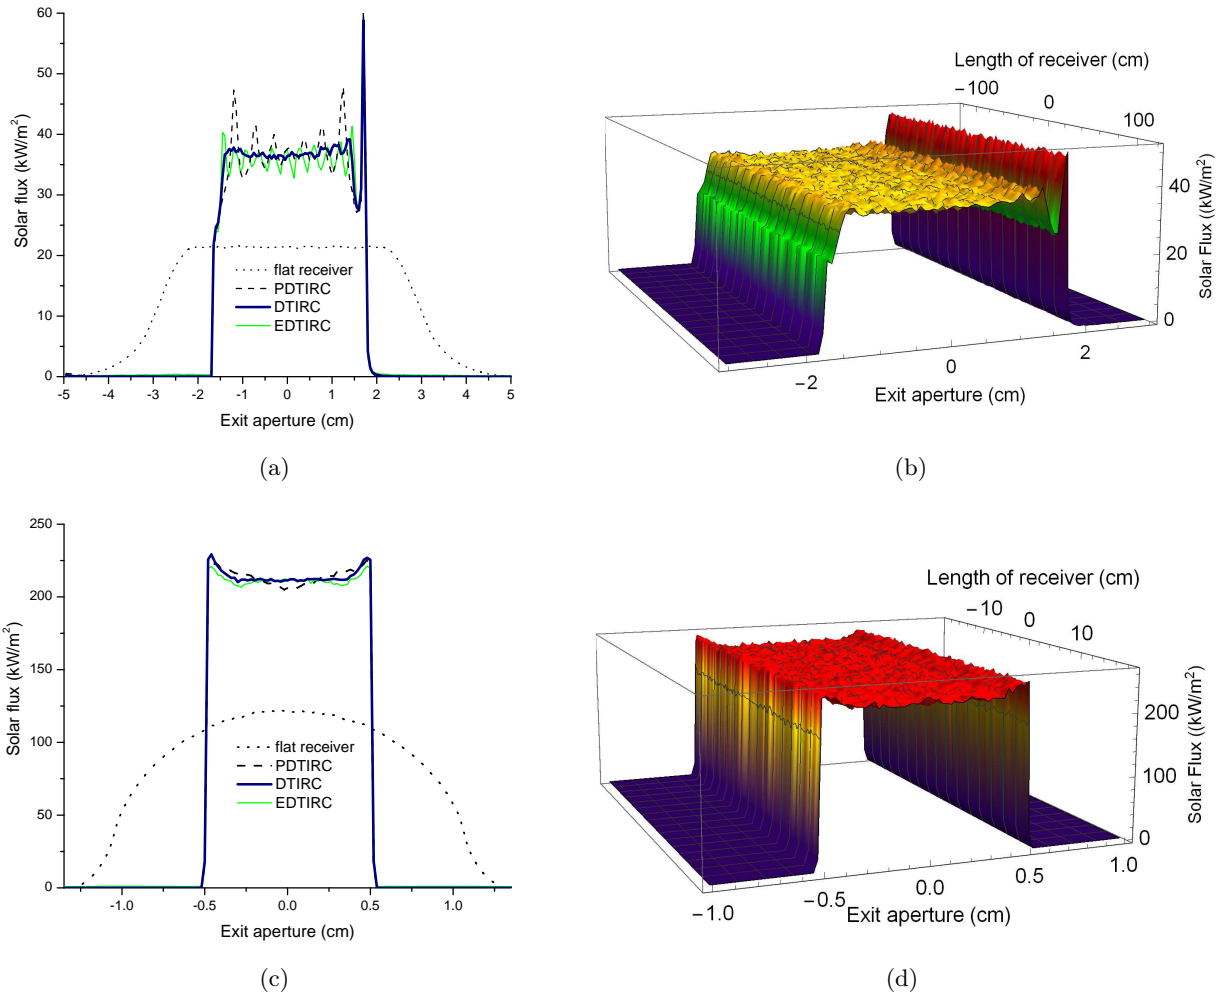 60
50
40
30
20
10
0
Solar flux (kW/m2)
-5 -4 -3 -2 -1 0 1 2 3 4 5
Exit aperture (cm)
flat receiver
PDTIRC
DTIRC
EDTIRC
(a)
Length of receiver (cm)
−100 0 100
40
20
0
Solar Flux ((kW/m2)
−2 0 2
Exit aperture (cm)
(b)
250
200
150
100
50
0
Solar flux (kW/m2)
-1.0 -0.5 0.0 0.5 1.0
Exit aperture (cm)
flat receiver
PDTIRC
DTIRC
EDTIRC
(c)
Length of receiver (cm)
−10 0 10
200
100
0
Solar Flux ((kW/m2)
−1.0 −0.5 0.0 0.5 1.0
Exit aperture (cm)
(d)